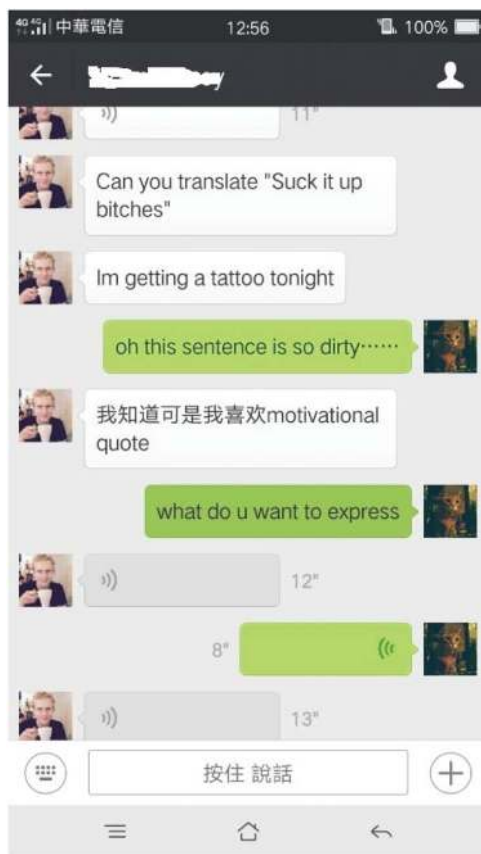 4G 4G 中華電信 12:56 100%
11"
Can you translate "Suck it up
bitches"
Im getting a tattoo tonight
oh this sentence is so dirty……
我知道可是我喜欢motivational
quote
what do u want to express
12"
8"
13"
按住 說話